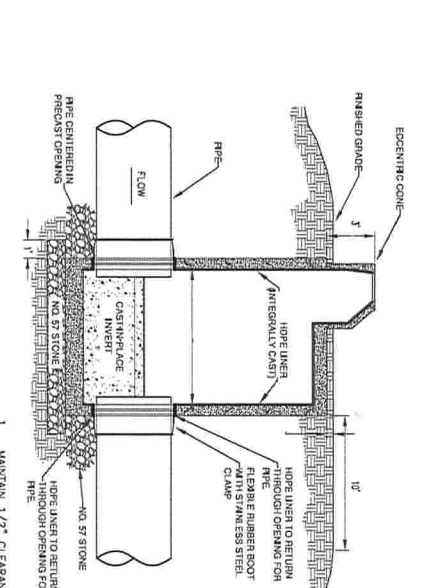 ECCENTRIC CONE
FINISHED GRADE
3'
PIPE
FLOW
PIPE CENTERED IN
PRECAST OPENING
1'
HDPE LINER
(INTEGRALLY CAST)
CAST-IN-PLACE
INVERT
NO. 57 STONE
10'
HDPE LINER TO RETURN
THROUGH OPENING FOR
PIPE
FLEXIBLE RUBBER BOOT
WITH STAINLESS STEEL
CLAMP
NO. 57 STONE
HDPE LINER TO RETURN
THROUGH OPENING FO
PIPE
1. MAINTAIN 1/2" CLEARAN